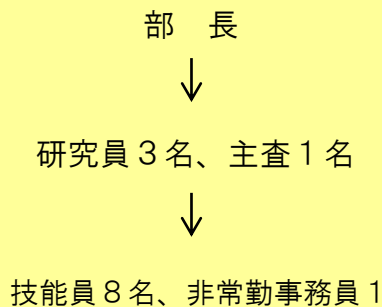 部　長
↓
研究員３名、主査１名
↓
技能員８名、非常勤事務員１